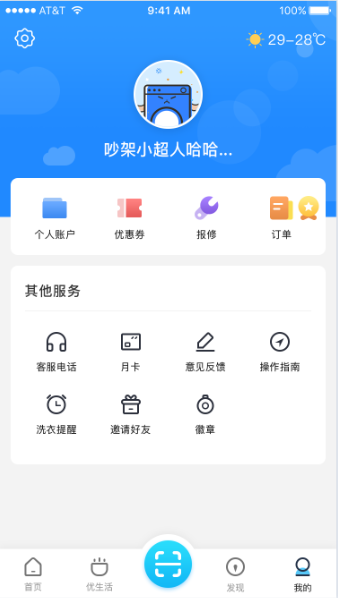 AT&T 9:41 AM 100%
29-28℃
吵架小超人哈哈...
个人账户 优惠券 报修 订单
其他服务
客服电话 月卡 意见反馈 操作指南
洗衣提醒 邀请好友 徽章
首页 优生活 发现 我的